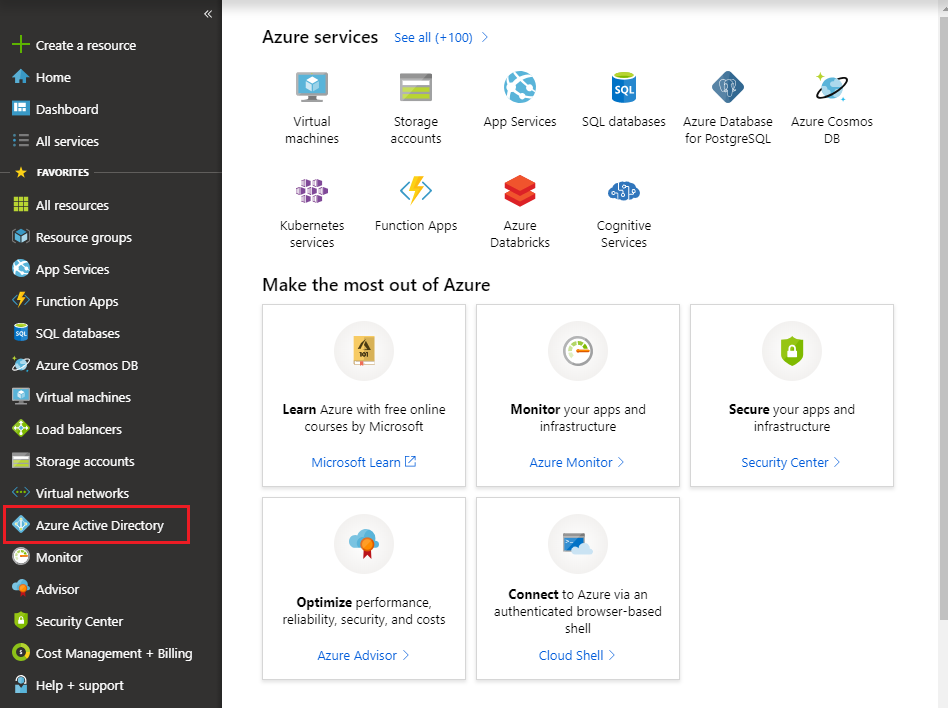 «
Create a resource
Home
Dashboard
All services
FAVORITES
All resources
Resource groups
App Services
Function Apps
SQL
SQL databases
Azure Cosmos DB
Virtual machines
Load balancers
Storage accounts
Virtual networks
Azure Active Directory
Monitor
Advisor
Security Center
$
Cost Management + Billing
Help + support
Azure services
See all (+100)
Virtual
machines
Storage
accounts
App Services
SQL
SQL databases
Azure Database
for PostgreSQL
Azure Cosmos
DB
Kubernetes
services
Function Apps
Azure
Databricks
Cognitive
Services
Make the most out of Azure
101
Learn Azure with free online
courses by Microsoft
Microsoft Learn
Monitor your apps and
infrastructure
Azure Monitor
Secure your apps and
infrastructure
Security Center
Optimize performance,
reliability, security, and costs
Azure Advisor
Connect to Azure via an
authenticated browser-based
shell
Cloud Shell